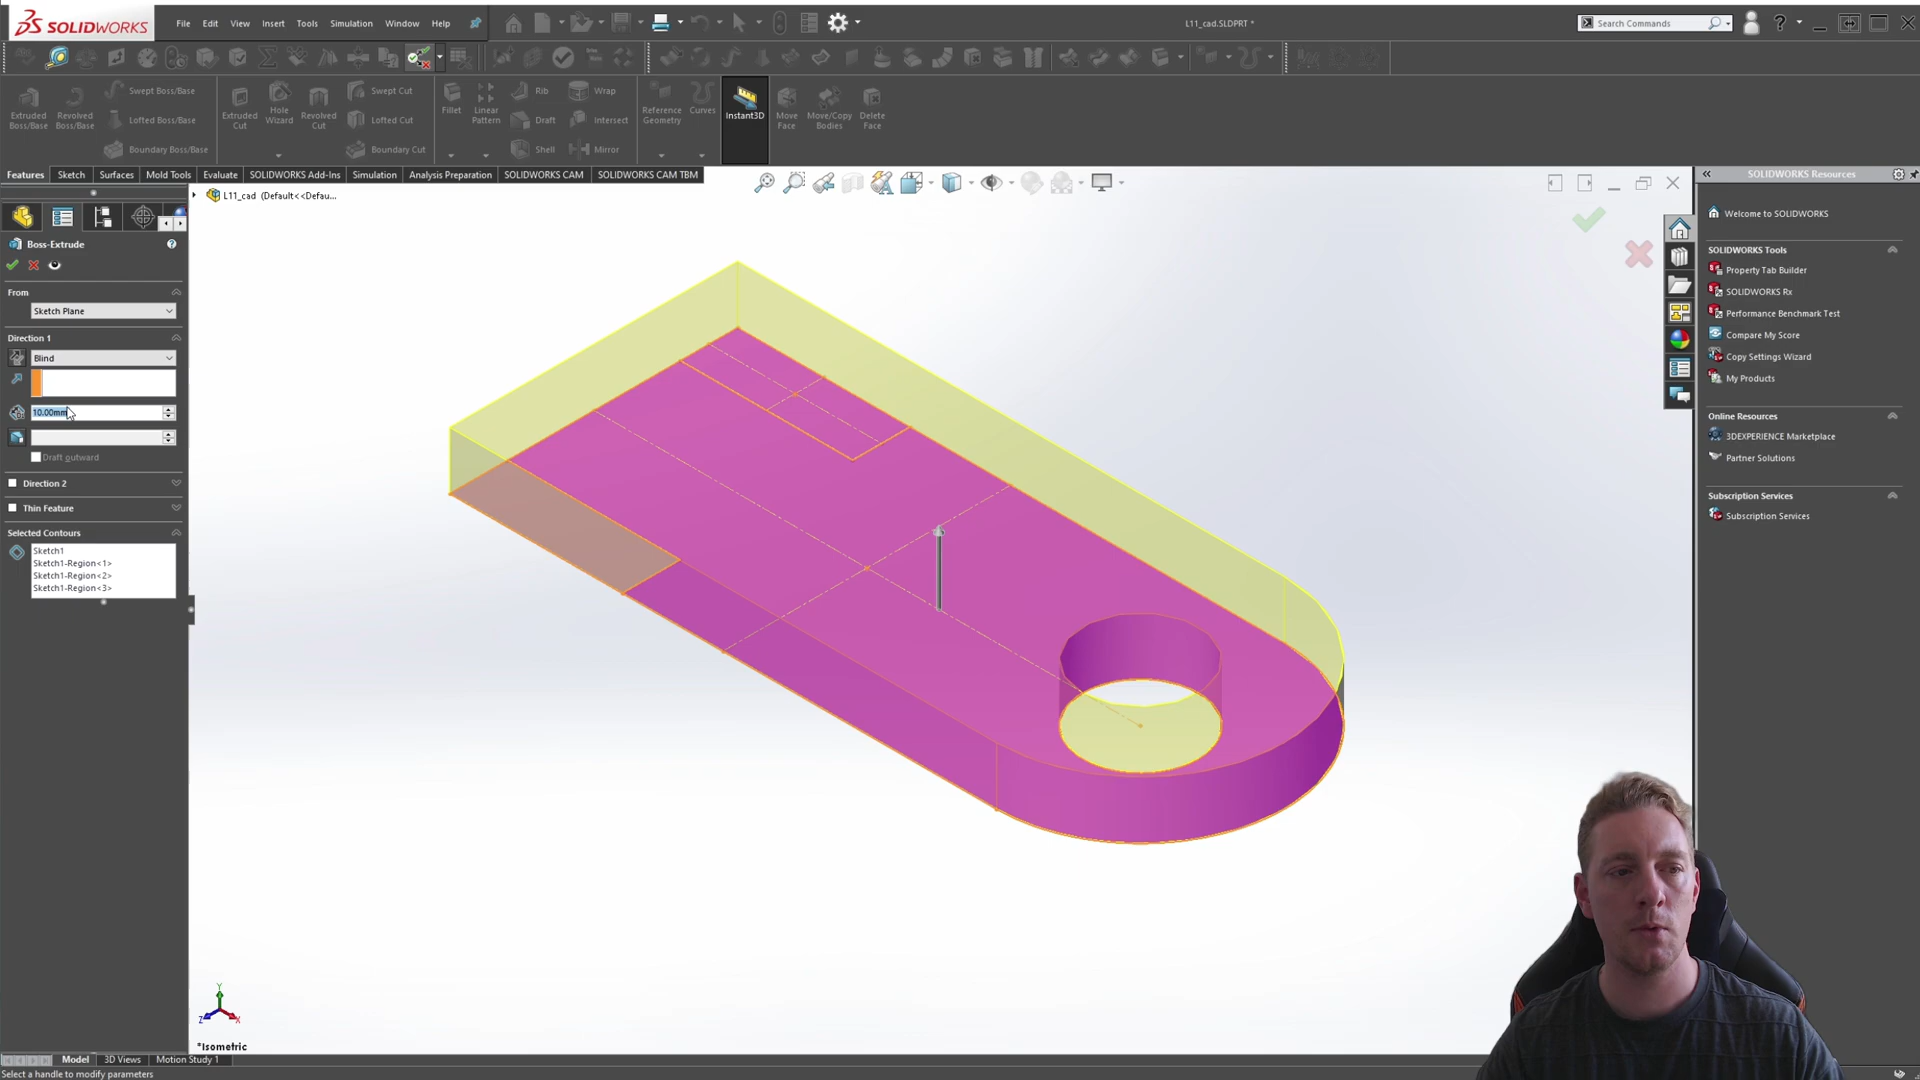 SOLIDWORKS
File Edit View Insert Tools Simulation Window Help
L11_cad.SLDPRT *
Search Commands
Extruded Boss/Base
Revolved Boss/Base
Swept Boss/Base
Lofted Boss/Base
Boundary Boss/Base
Extruded Cut
Hole Wizard
Revolved Cut
Swept Cut
Lofted Cut
Boundary Cut
Fillet
Linear Pattern
Rib
Draft
Shell
Wrap
Intersect
Mirror
Reference Geometry
Curves
Instant3D
Move Face
Move/Copy Bodies
Delete Face
Features Sketch Surfaces Mold Tools Evaluate SOLIDWORKS Add-Ins Simulation Analysis Preparation SOLIDWORKS CAM SOLIDWORKS CAM TBM
L11_cad (Default<<Defau...
Boss-Extrude
From
Sketch Plane
Direction 1
Blind
10.00mm
Draft outward
Direction 2
Thin Feature
Selected Contours
Sketch1
Sketch1-Region<1>
Sketch1-Region<2>
Sketch1-Region<3>
SOLIDWORKS Resources
Welcome to SOLIDWORKS
SOLIDWORKS Tools
Property Tab Builder
SOLIDWORKS Rx
Performance Benchmark Test
Compare My Score
Copy Settings Wizard
My Products
Online Resources
3DEXPERIENCE Marketplace
Partner Solutions
Subscription Services
Subscription Services
Y
Z
X
*Isometric
Model 3D Views Motion Study 1
Select a handle to modify parameters